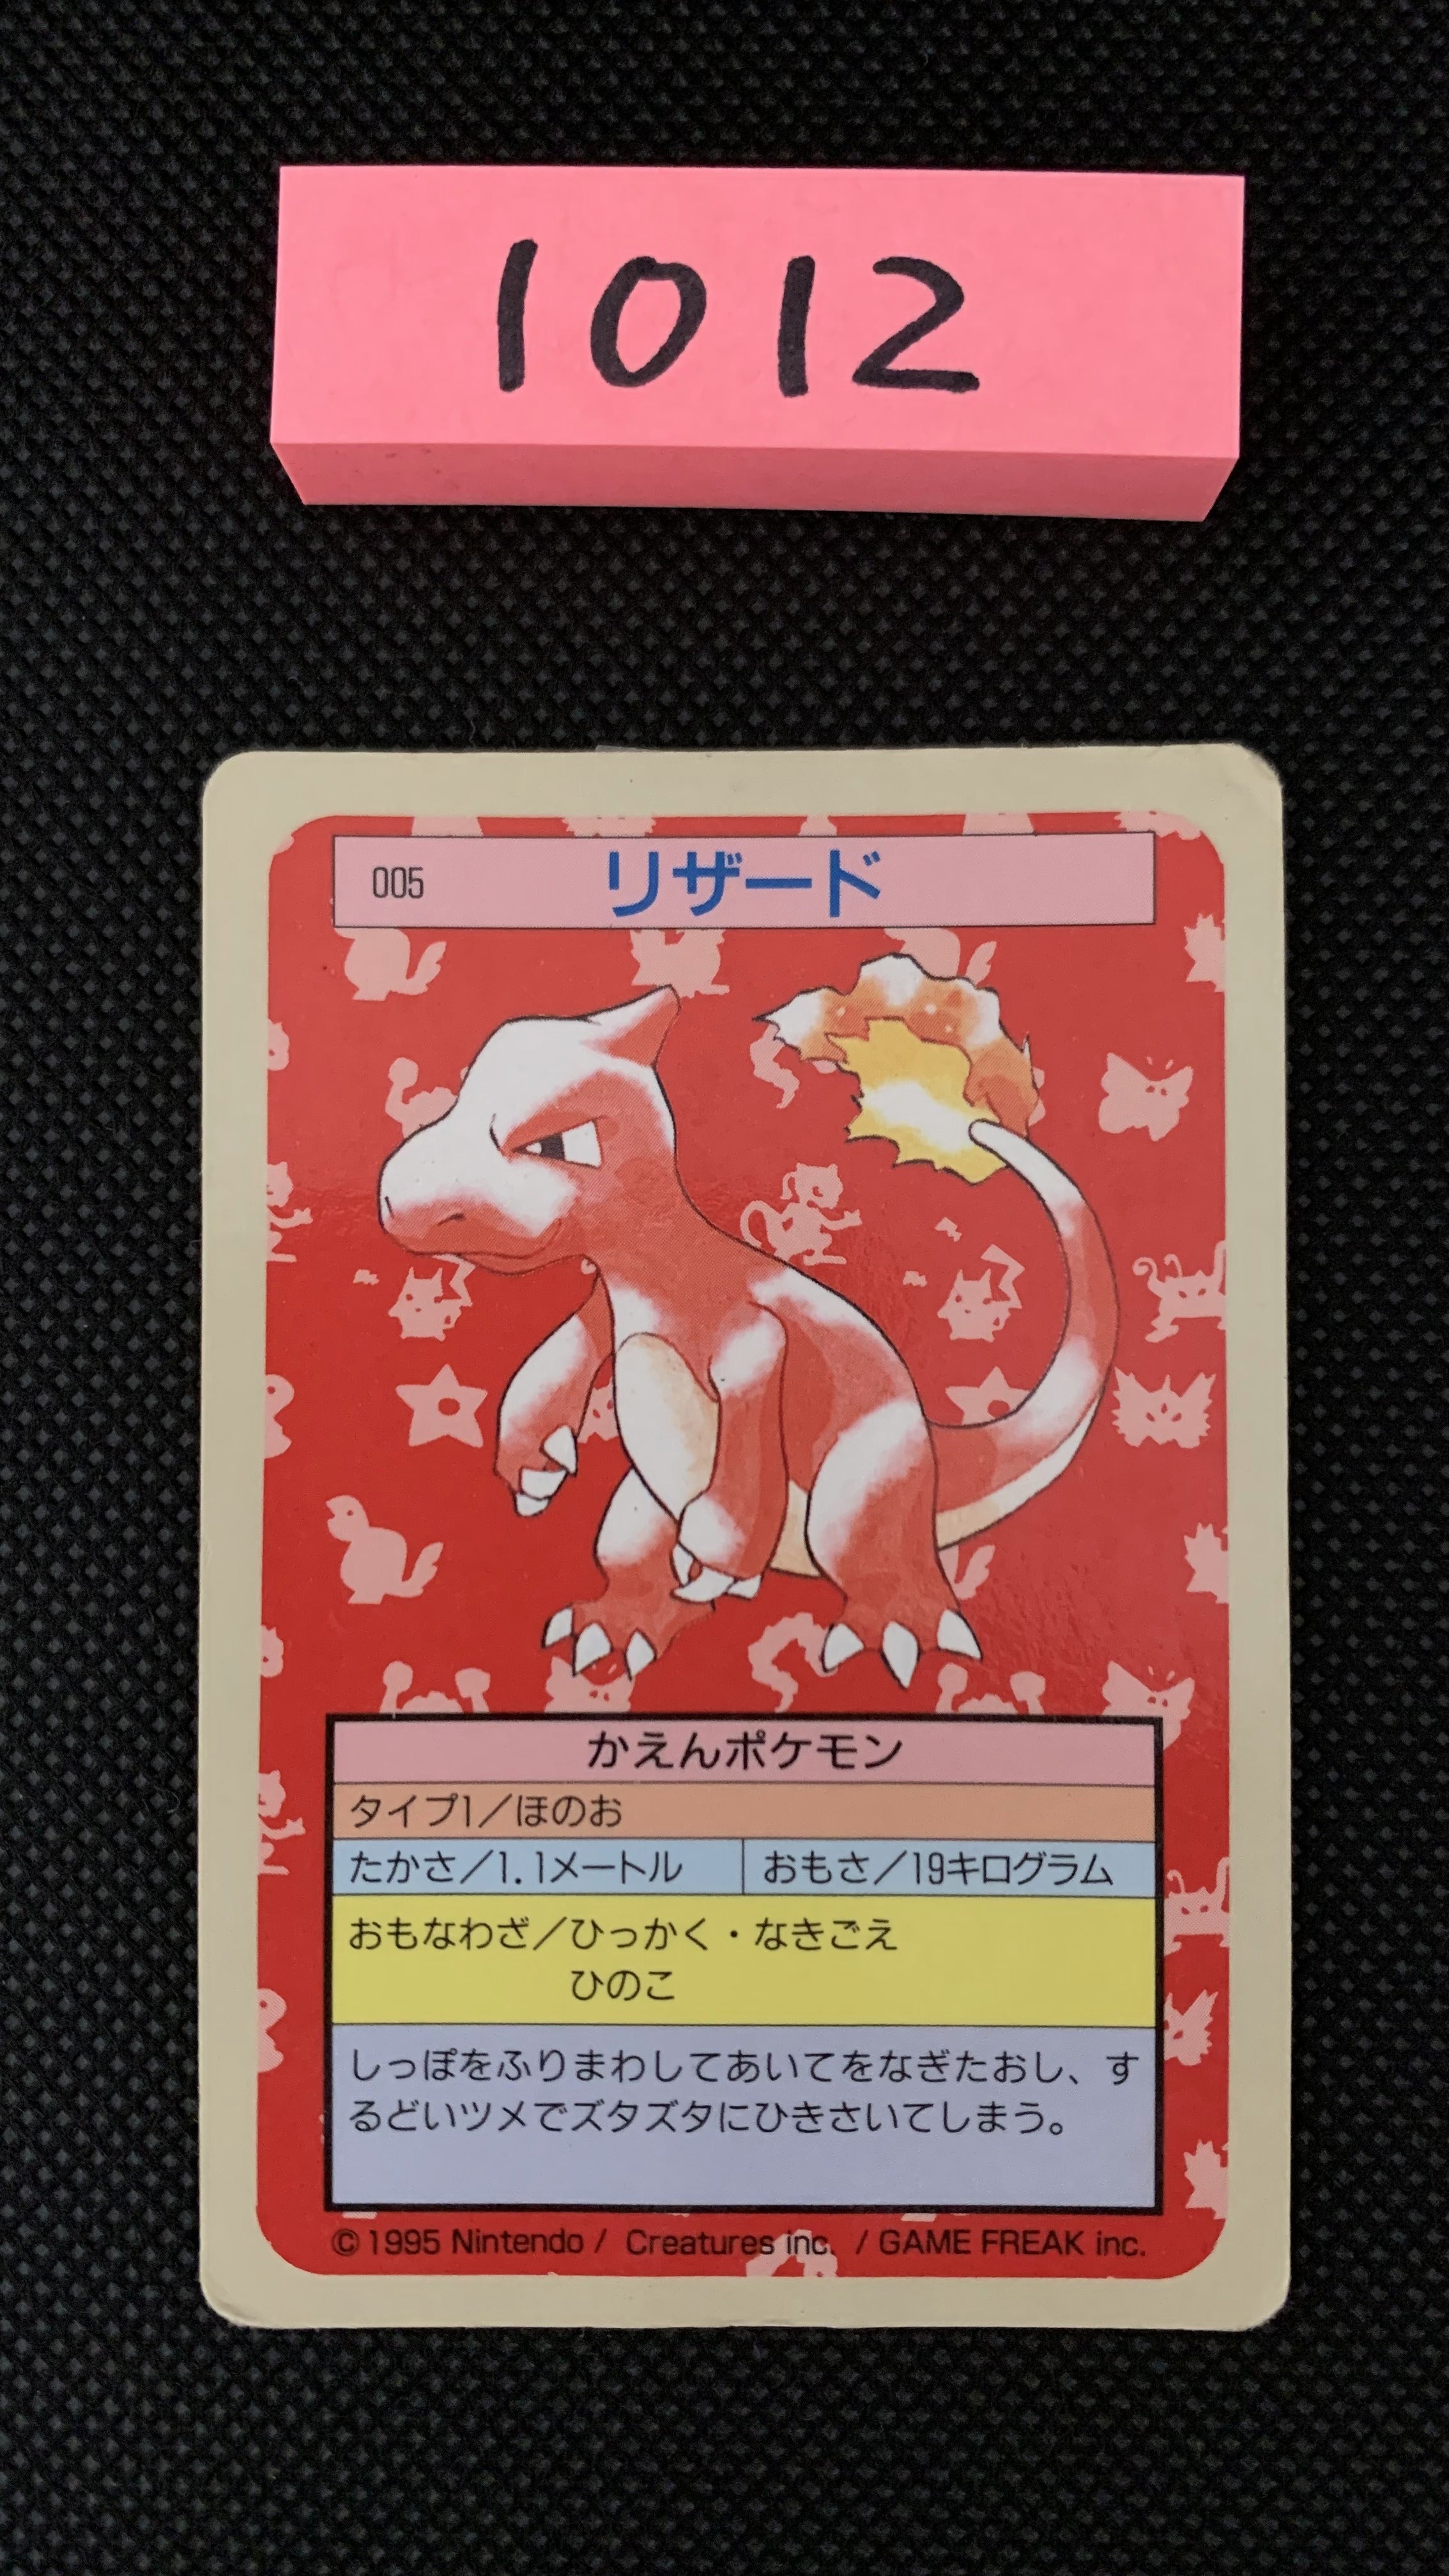 1012
005 リザード
かえんポケモン
タイプ1／ほのお
たかさ／1.1メートル おもさ／19キログラム
おもなわざ／ひっかく・なきごえ
ひのこ
しっぽをふりまわしてあいてをなぎたおし、す
るどいツメでズタズタにひきさいてしまう。
© 1995 Nintendo / Creatures inc. / GAME FREAK inc.